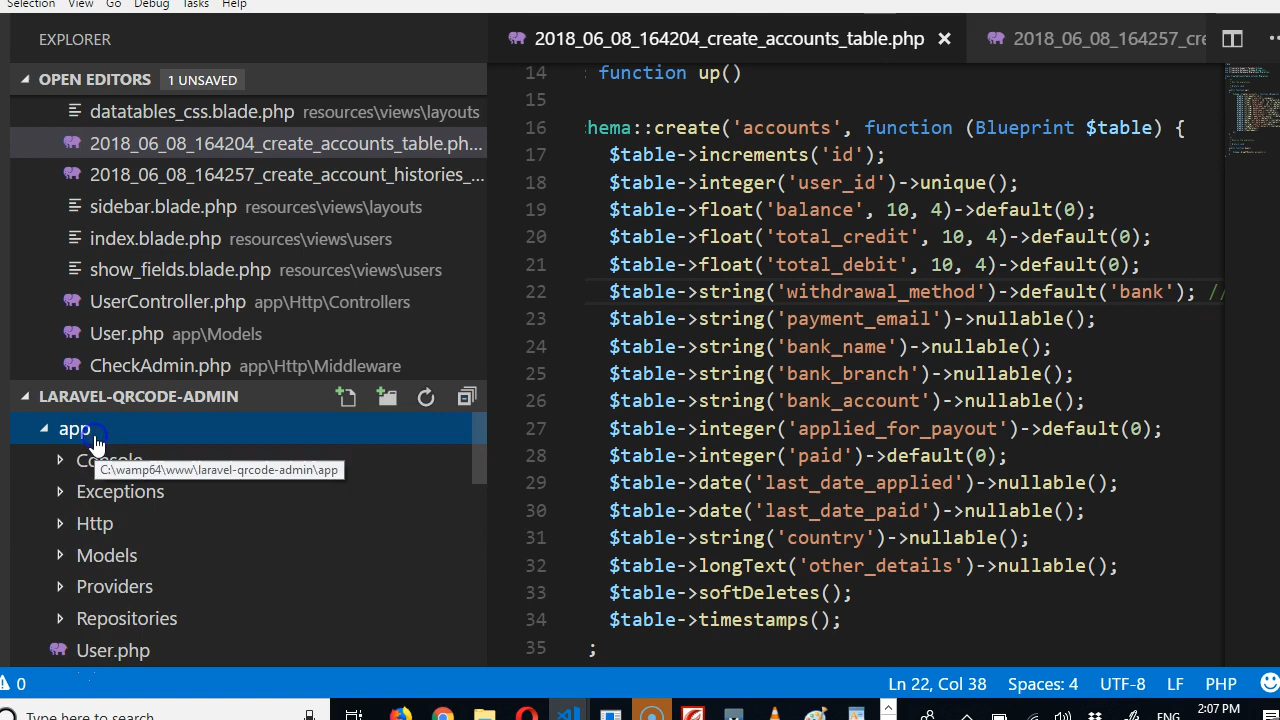 Selection View Go Debug Tasks Help
EXPLORER
2018_06_08_164204_create_accounts_table.php
2018_06_08_164257_cre
OPEN EDITORS 1 UNSAVED
datatables_css.blade.php resources\views\layouts
2018_06_08_164204_create_accounts_table.ph...
2018_06_08_164257_create_account_histories_...
sidebar.blade.php resources\views\layouts
index.blade.php resources\views\users
show_fields.blade.php resources\views\users
UserController.php app\Http\Controllers
User.php app\Models
CheckAdmin.php app\Http\Middleware
LARAVEL-QRCODE-ADMIN
app
Console
C:\wamp64\www\laravel-qrcode-admin\app
Exceptions
Http
Models
Providers
Repositories
User.php
14 function up()
15
16 hema::create('accounts', function (Blueprint $table) {
17 $table->increments('id');
18 $table->integer('user_id')->unique();
19 $table->float('balance', 10, 4)->default(0);
20 $table->float('total_credit', 10, 4)->default(0);
21 $table->float('total_debit', 10, 4)->default(0);
22 $table->string('withdrawal_method')->default('bank'); //
23 $table->string('payment_email')->nullable();
24 $table->string('bank_name')->nullable();
25 $table->string('bank_branch')->nullable();
26 $table->string('bank_account')->nullable();
27 $table->integer('applied_for_payout')->default(0);
28 $table->integer('paid')->default(0);
29 $table->date('last_date_applied')->nullable();
30 $table->date('last_date_paid')->nullable();
31 $table->string('country')->nullable();
32 $table->longText('other_details')->nullable();
33 $table->softDeletes();
34 $table->timestamps();
35 ;
0
Ln 22, Col 38 Spaces: 4 UTF-8 LF PHP
Type here to search
ENG
2:07 PM